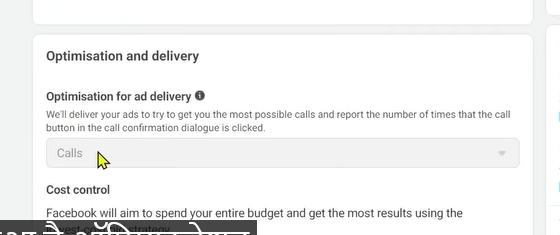 Optimisation and delivery
Optimisation for ad delivery
We'll deliver your ads to try to get you the most possible calls and report the number of times that the call
button in the call confirmation dialogue is clicked.
Calls
Cost control
Facebook will aim to spend your entire budget and get the most results using the